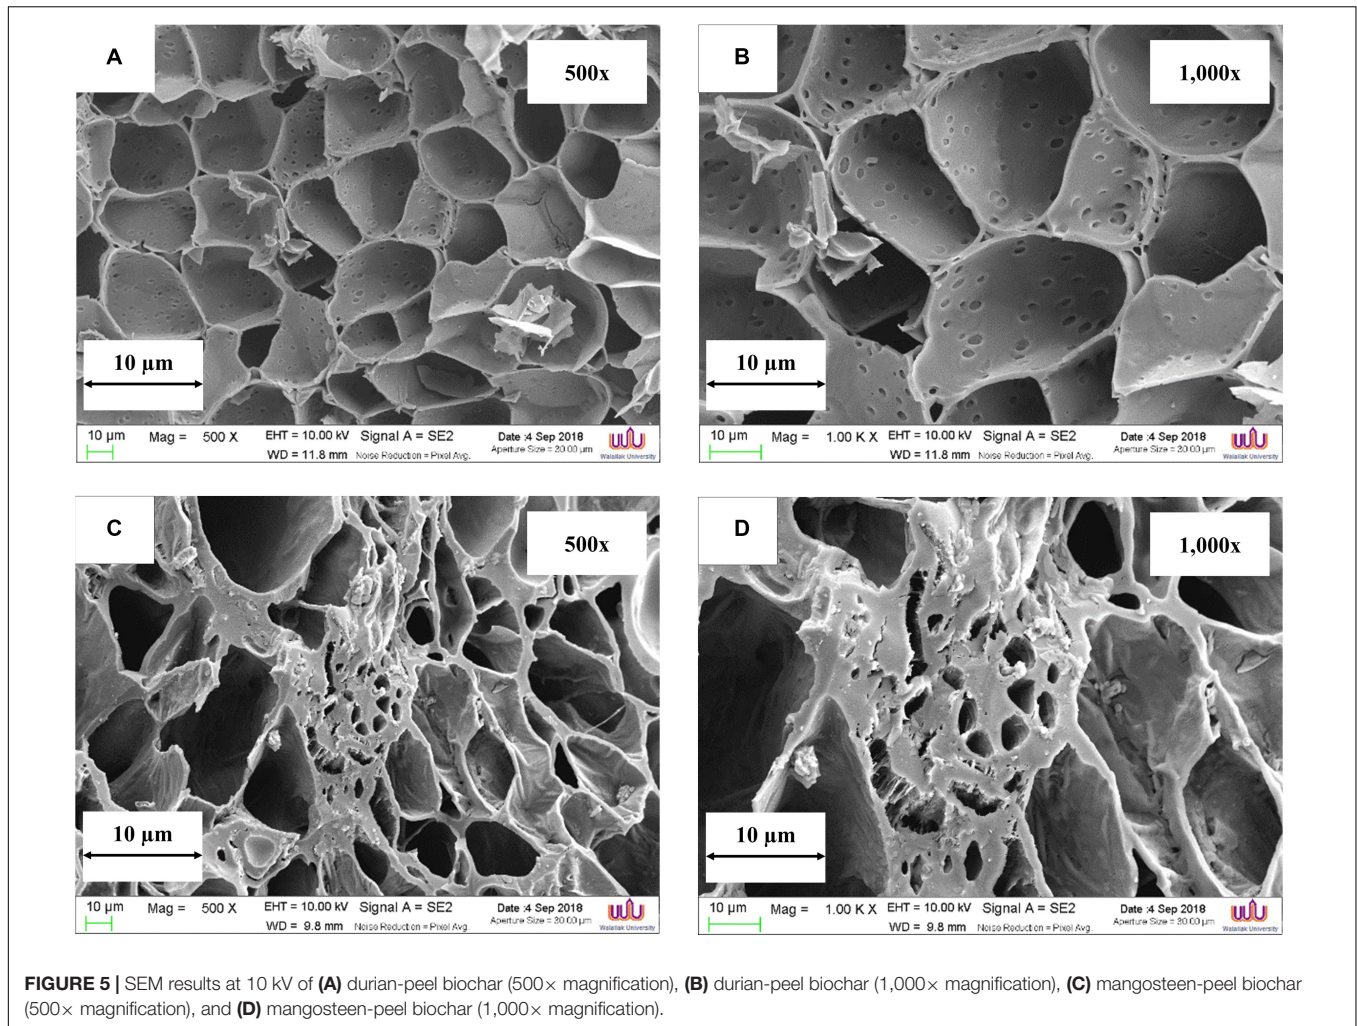 A
500x
10 µm
10 µm Mag = 500 X EHT = 10.00 kV Signal A = SE2 Date :4 Sep 2018
WD = 11.8 mm Noise Reduction = Pixel Avg. Aperture Size = 30.00 µm
Walailak University
B
1,000x
10 µm
10 µm Mag = 1.00 K X EHT = 10.00 kV Signal A = SE2 Date :4 Sep 2018
WD = 11.8 mm Noise Reduction = Pixel Avg. Aperture Size = 30.00 µm
Walailak University
C
500x
10 µm
10 µm Mag = 500 X EHT = 10.00 kV Signal A = SE2 Date :4 Sep 2018
WD = 9.8 mm Noise Reduction = Pixel Avg. Aperture Size = 30.00 µm
Walailak University
D
1,000x
10 µm
10 µm Mag = 1.00 K X EHT = 10.00 kV Signal A = SE2 Date :4 Sep 2018
WD = 9.8 mm Noise Reduction = Pixel Avg. Aperture Size = 30.00 µm
Walailak University
FIGURE 5 | SEM results at 10 kV of (A) durian-peel biochar (500× magnification), (B) durian-peel biochar (1,000× magnification), (C) mangosteen-peel biochar
(500× magnification), and (D) mangosteen-peel biochar (1,000× magnification).